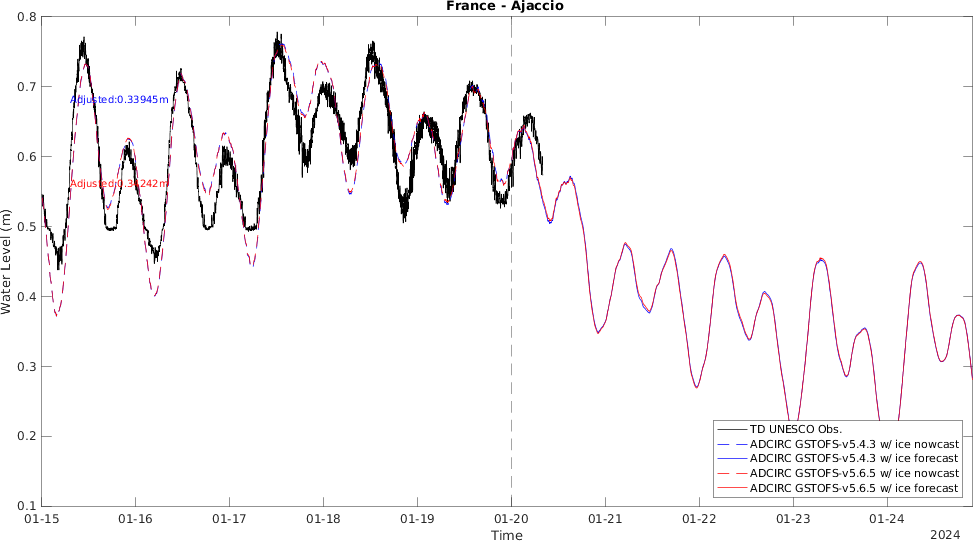 France - Ajaccio
0.8
0.7
0.6
0.5
0.4
0.3
0.2
0.1
Water Level (m)
Adjusted:0.33945m
TD UNESCO Obs.
ADCIRC GSTOFS-v5.4.3 w/ ice nowcast
ADCIRC GSTOFS-v5.4.3 w/ ice forecast
ADCIRC GSTOFS-v5.6.5 w/ ice nowcast
ADCIRC GSTOFS-v5.6.5 w/ ice forecast
01-15
01-16
01-17
01-18
01-19
01-20
01-21
01-22
01-23
01-24
Time
2024